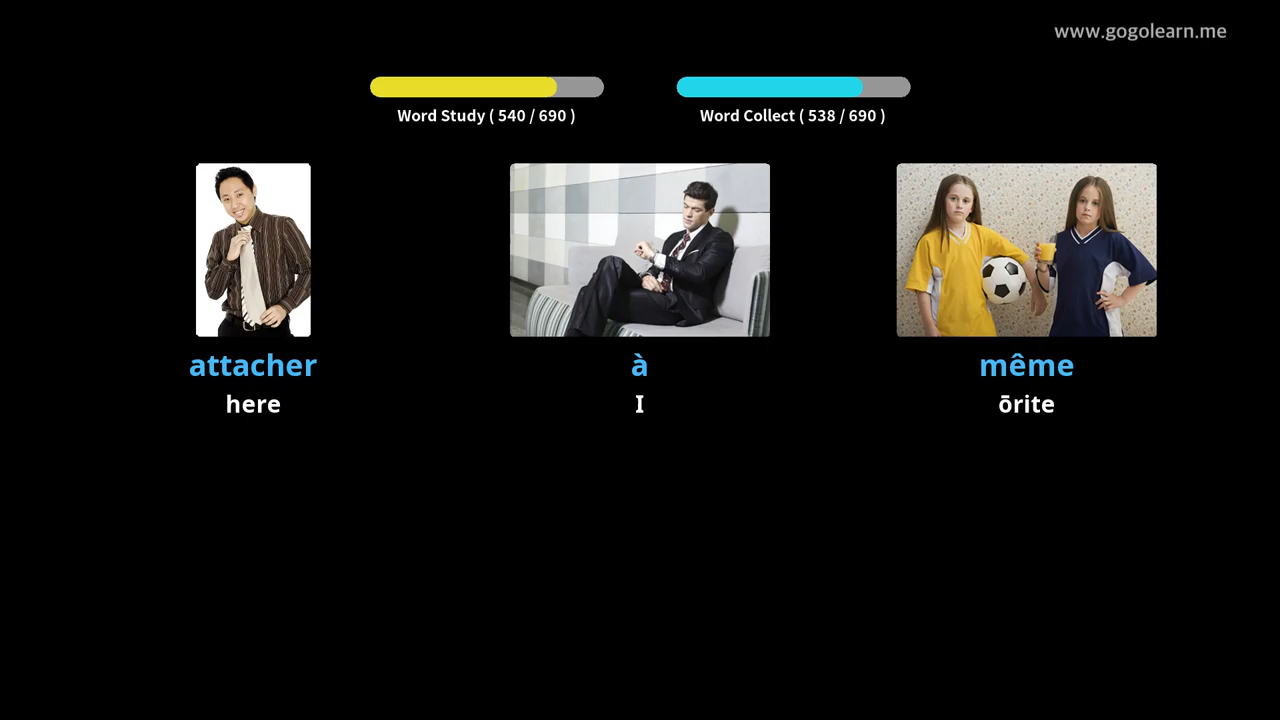 www.gogolearn.me
Word Study ( 540 / 690 )
Word Collect ( 538 / 690 )
attacher
here
à
I
même
ōrite